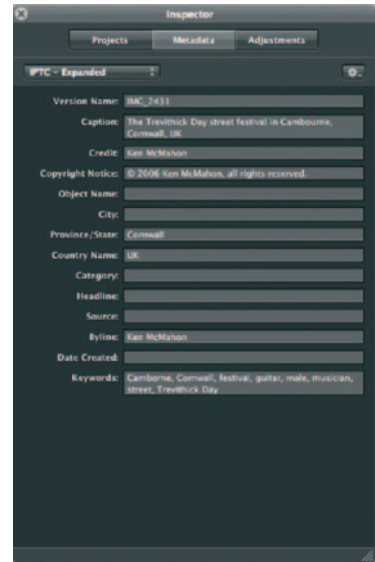 Inspector
Projects Metadata Adjustments
IPTC - Expanded
Version Name: IMG_2431
Caption: The Trevithick Day street festival in Cambourne,
Cornwall, UK
Credit: Ken McMahon
Copyright Notice: © 2006 Ken McMahon, all rights reserved.
Object Name:
City:
Province/State: Cornwall
Country Name: UK
Category:
Headline:
Source:
Byline: Ken McMahon
Date Created:
Keywords: Camborne, Cornwall, festival, guitar, male, musician,
street, Trevithick Day